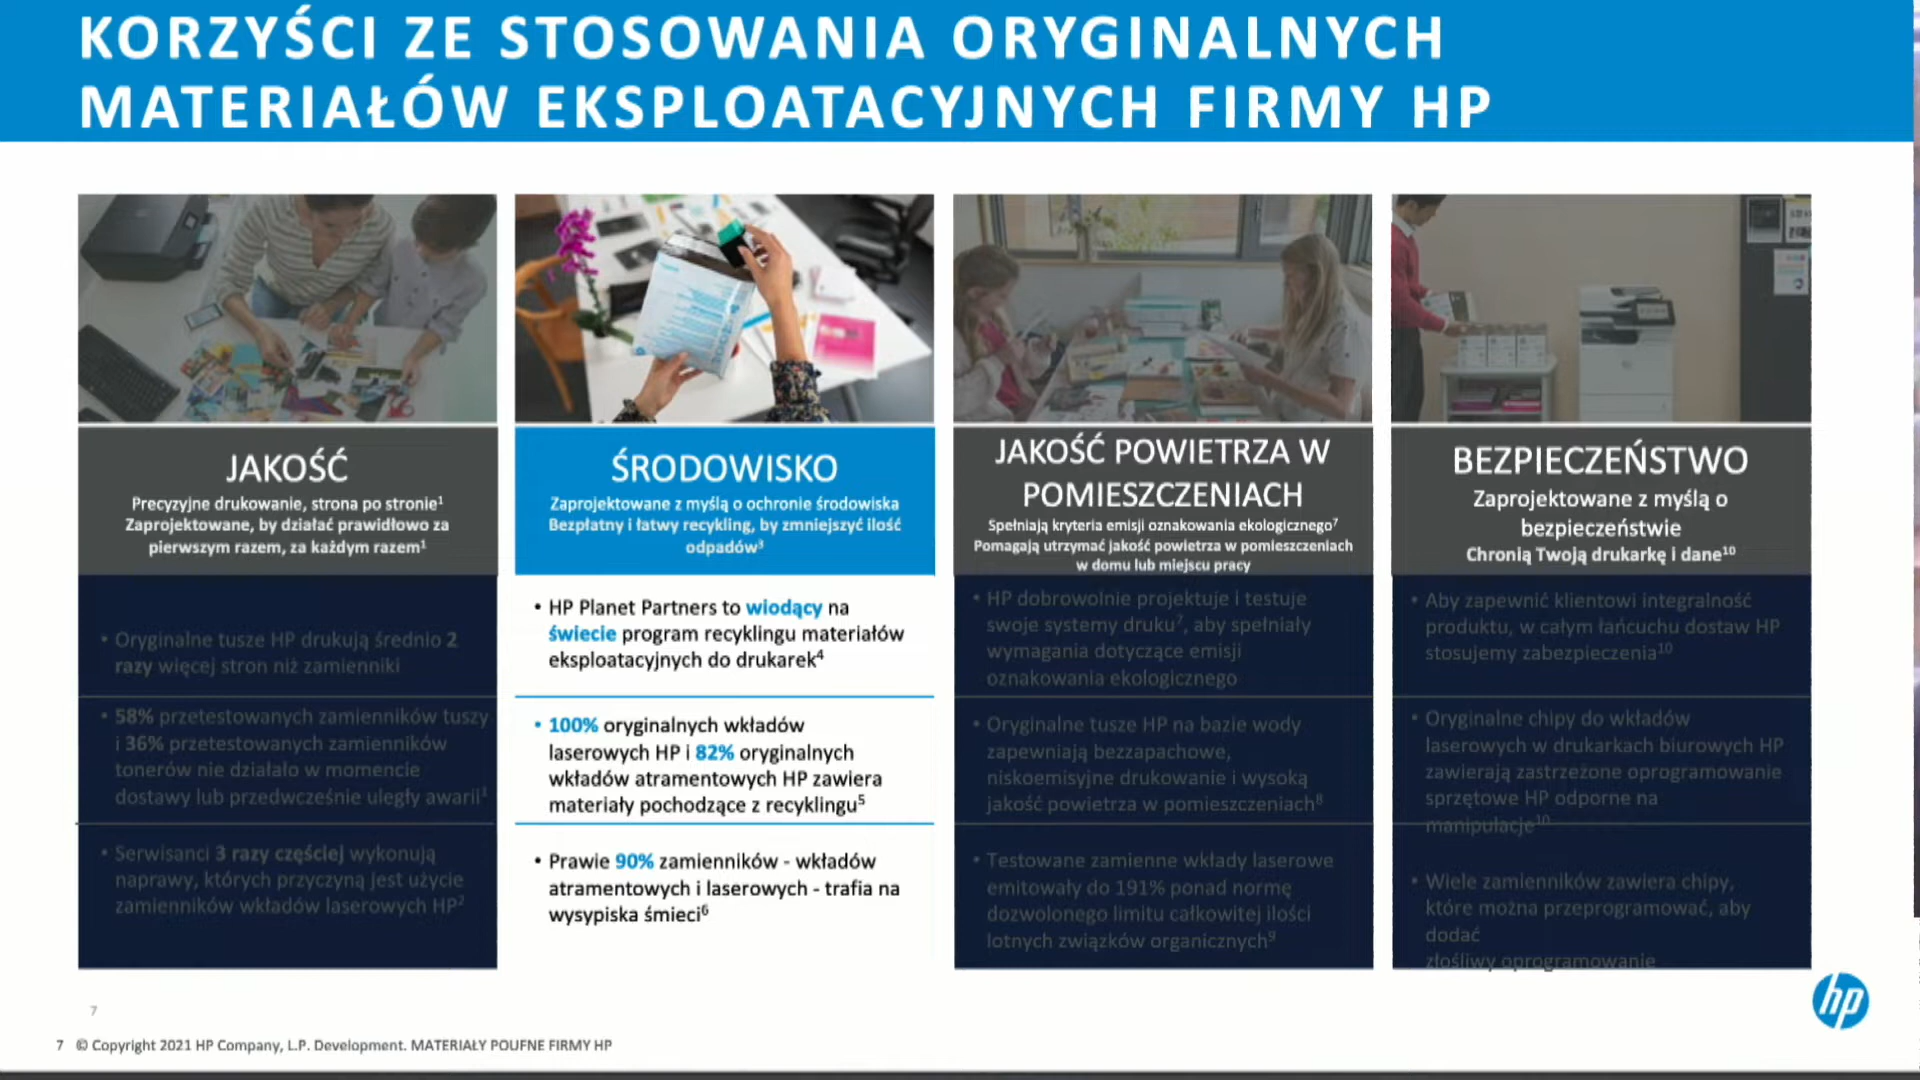 KORZYŚCI ZE STOSOWANIA ORYGINALNYCH
MATERIAŁÓW EKSPLOATACYJNYCH FIRMY HP
JAKOŚĆ
Precyzyjne drukowanie, strona po stronie¹
Zaprojektowane, by działać prawidłowo za
pierwszym razem, za każdym razem¹
• Oryginalne tusze HP drukują średnio 2
razy więcej stron niż zamienniki
• 58% przetestowanych zamienników tuszy
i 36% przetestowanych zamienników
tonerów nie działało w momencie
dostawy lub przedwcześnie uległy awarii¹
• Serwisanci 3 razy częściej wykonują
naprawy, których przyczyną jest użycie
zamienników wkładów laserowych HP²
ŚRODOWISKO
Zaprojektowane z myślą o ochronie środowiska
Bezpłatny i łatwy recykling, by zmniejszyć ilość
odpadów³
• HP Planet Partners to wiodący na
świecie program recyklingu materiałów
eksploatacyjnych do drukarek⁴
• 100% oryginalnych wkładów
laserowych HP i 82% oryginalnych
wkładów atramentowych HP zawiera
materiały pochodzące z recyklingu⁵
• Prawie 90% zamienników - wkładów
atramentowych i laserowych - trafia na
wysypiska śmieci⁶
JAKOŚĆ POWIETRZA W
POMIESZCZENIACH
Spełniają kryteria emisji oznakowania ekologicznego⁷
Pomagają utrzymać jakość powietrza w pomieszczeniach
w domu lub miejscu pracy
• HP dobrowolnie projektuje i testuje
swoje systemy druku⁷, aby spełniały
wymagania dotyczące emisji
oznakowania ekologicznego
• Oryginalne tusze HP na bazie wody
zapewniają bezzapachowe,
niskoemisyjne drukowanie i wysoką
jakość powietrza w pomieszczeniach⁸
• Testowane zamienne wkłady laserowe
emitowały do 191% ponad normę
dozwolonego limitu całkowitej ilości
lotnych związków organicznych⁹
BEZPIECZEŃSTWO
Zaprojektowane z myślą o
bezpieczeństwie
Chronią Twoją drukarkę i dane¹⁰
• Aby zapewnić klientowi integralność
produktu, w całym łańcuchu dostaw HP
stosujemy zabezpieczenia¹⁰
• Oryginalne chipy do wkładów
laserowych w drukarkach biurowych HP
zawierają zastrzeżone oprogramowanie
sprzętowe HP odporne na
manipulacje¹⁰
• Wiele zamienników zawiera chipy,
które można przeprogramować, aby
dodać
złośliwy oprogramowanie
hp
7
7 © Copyright 2021 HP Company, L.P. Development. MATERIAŁY POUFNE FIRMY HP